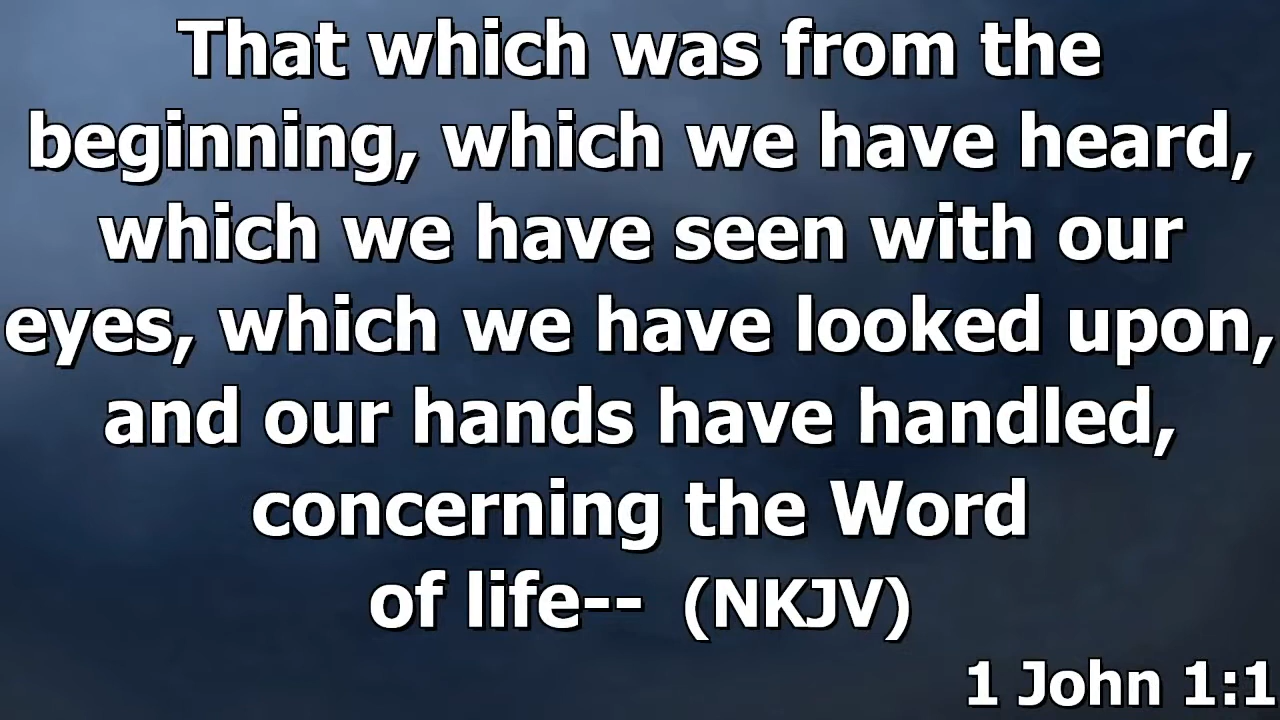 That which was from the
beginning, which we have heard,
which we have seen with our
eyes, which we have looked upon,
and our hands have handled,
concerning the Word
of life-- (NKJV)
1 John 1:1